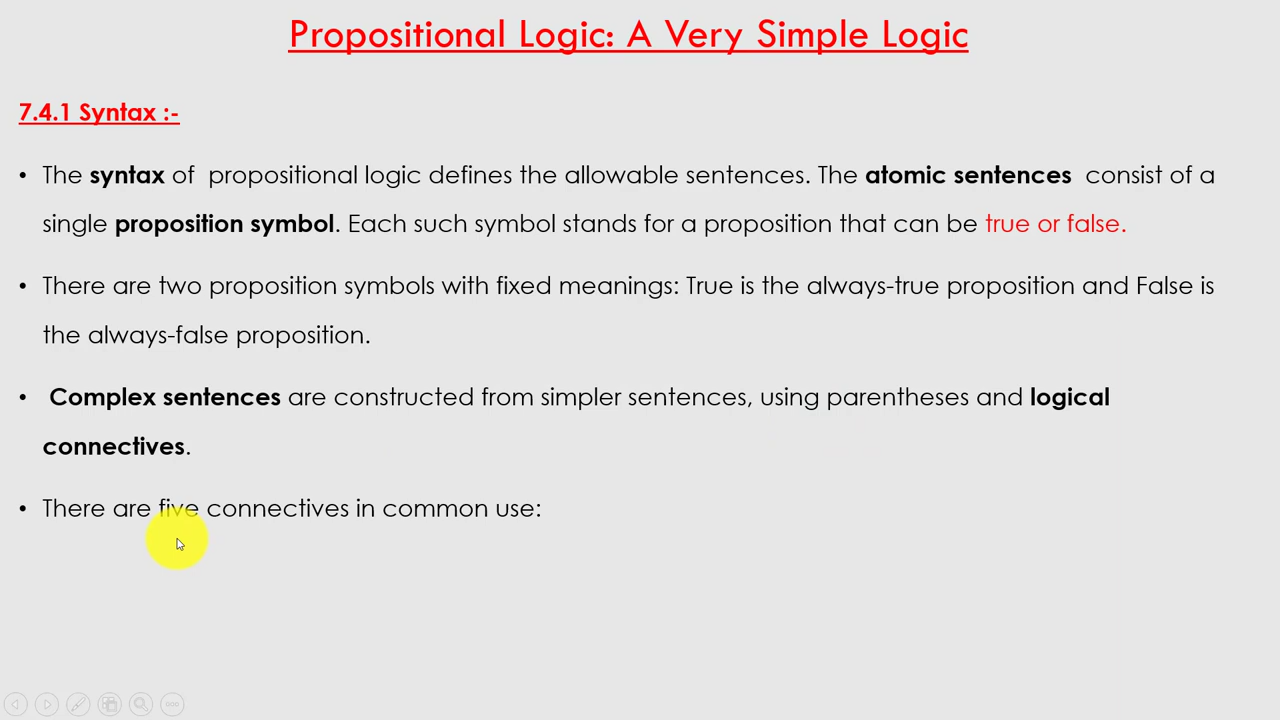 Propositional Logic: A Very Simple Logic
7.4.1 Syntax :-
• The syntax of propositional logic defines the allowable sentences. The atomic sentences consist of a
single proposition symbol. Each such symbol stands for a proposition that can be true or false.
• There are two proposition symbols with fixed meanings: True is the always-true proposition and False is
the always-false proposition.
• Complex sentences are constructed from simpler sentences, using parentheses and logical
connectives.
• There are five connectives in common use: